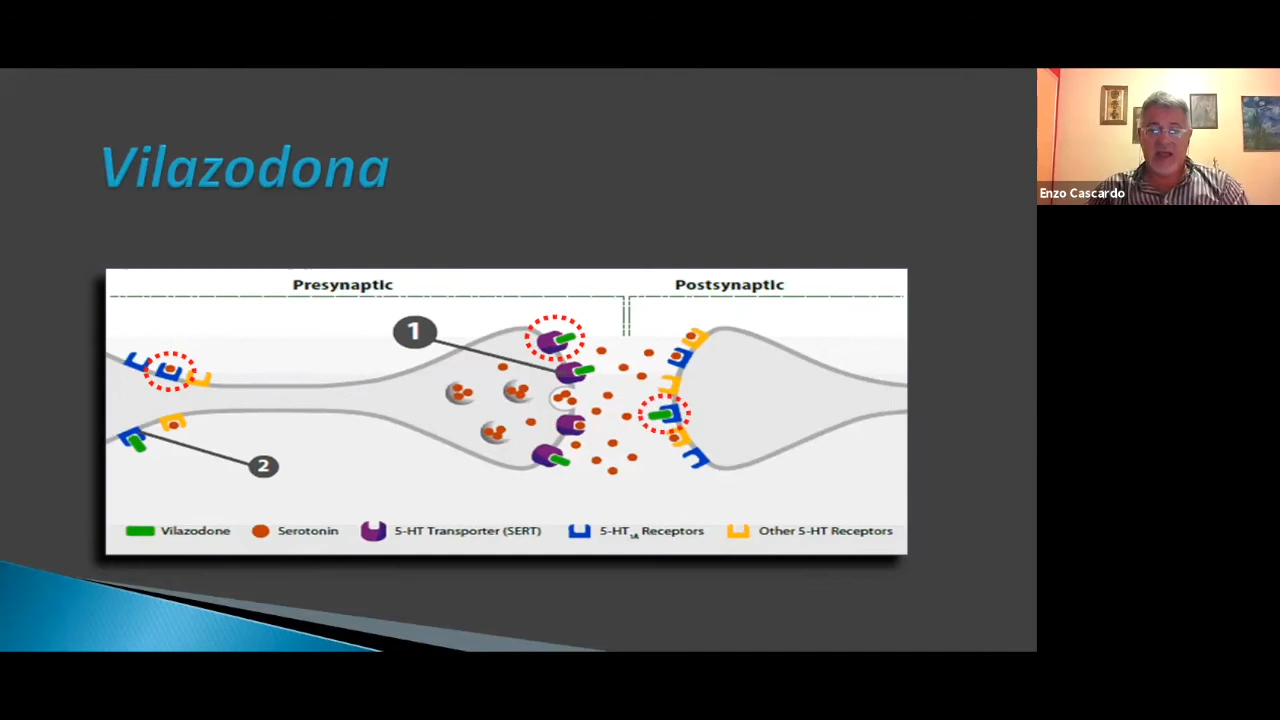 Vilazodona
Enzo Cascardo
Presynaptic
Postsynaptic
1
2
Vilazodone
Serotonin
5-HT Transporter (SERT)
5-HT1A Receptors
Other 5-HT Receptors